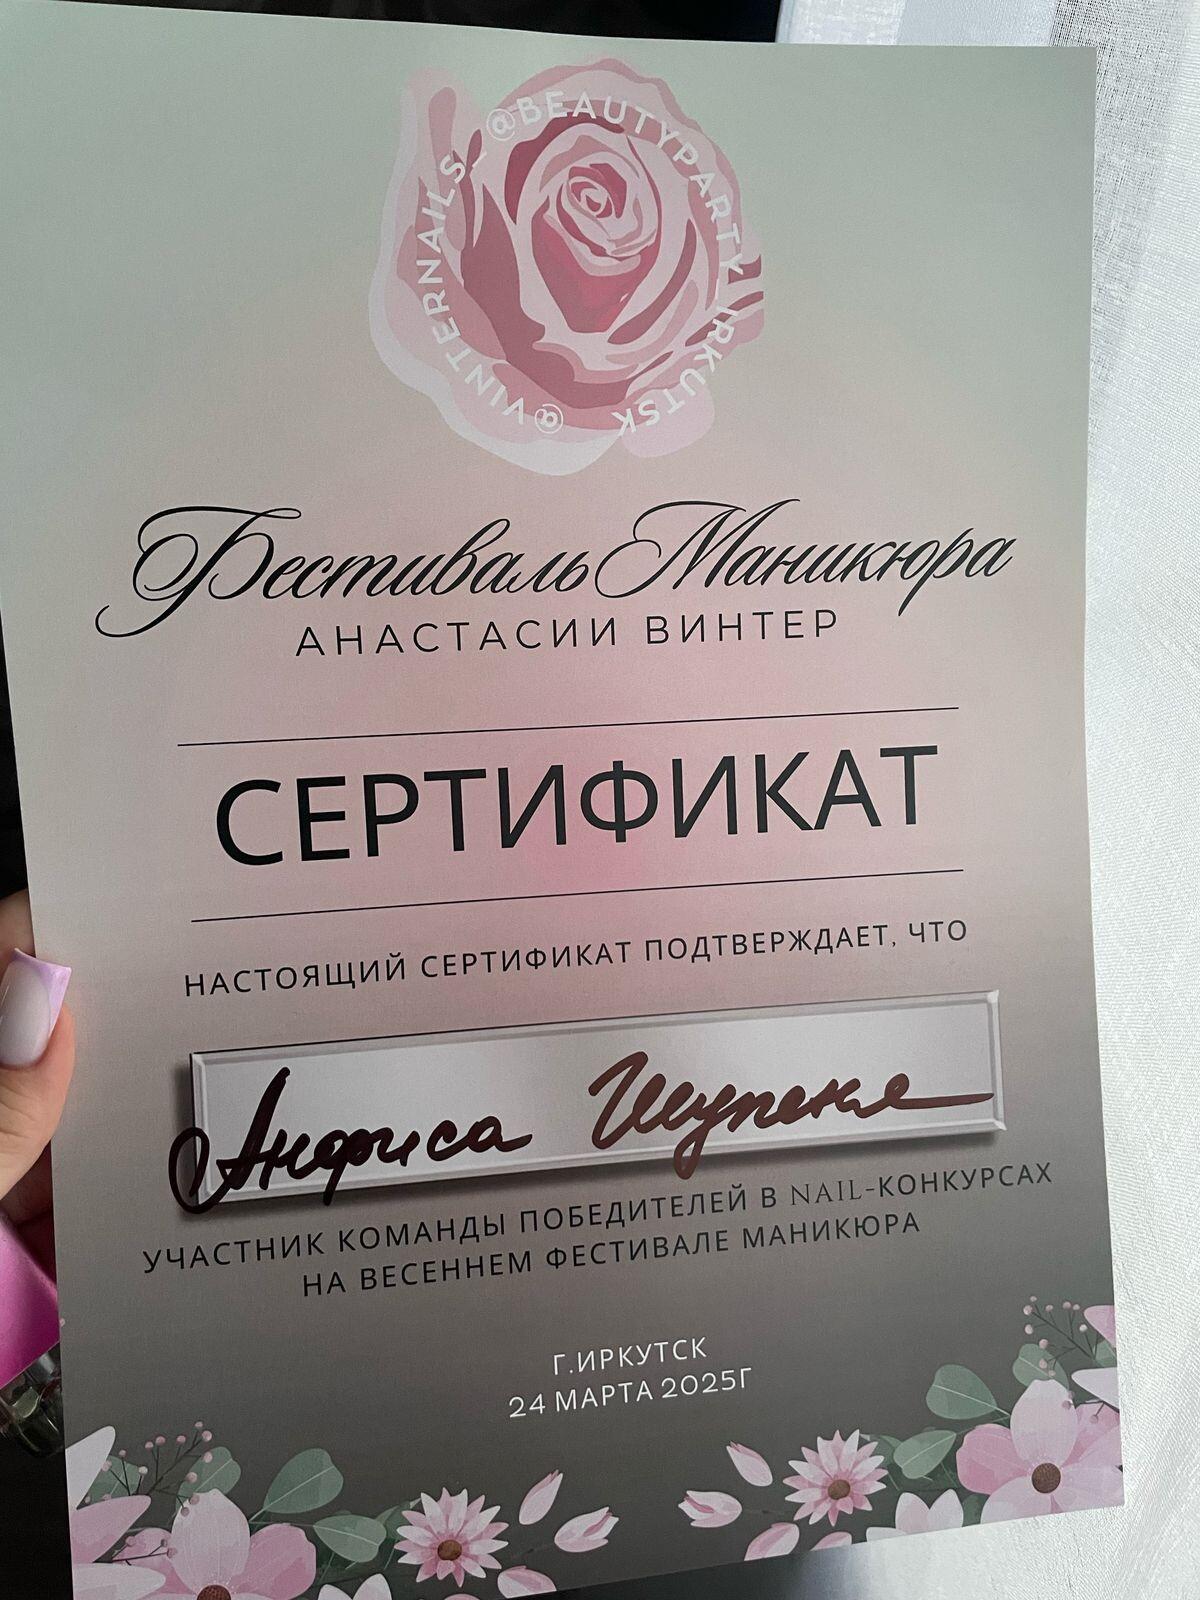 @VINTERNAILS_ @BEAUTYPARTY_IRKUTSK
Фестиваль Маникюра
АНАСТАСИИ ВИНТЕР
СЕРТИФИКАТ
НАСТОЯЩИЙ СЕРТИФИКАТ ПОДТВЕРЖДАЕТ, ЧТО
Анфиса
УЧАСТНИК КОМАНДЫ ПОБЕДИТЕЛЕЙ В NAIL-КОНКУРСАХ
НА ВЕСЕННЕМ ФЕСТИВАЛЕ МАНИКЮРА
Г.ИРКУТСК
24 МАРТА 2025Г